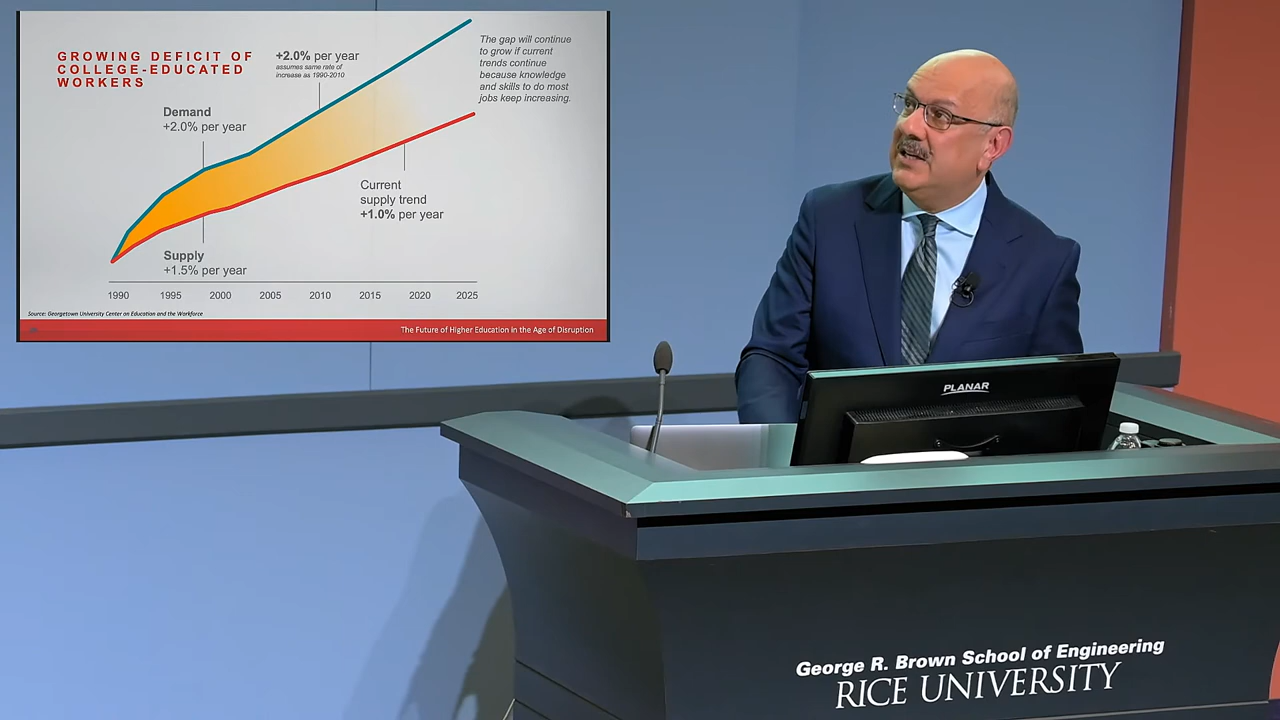 GROWING DEFICIT OF
COLLEGE-EDUCATED
WORKERS
+2.0% per year
assumes same rate of
increase as 1990-2010
The gap will continue
to grow if current
trends continue
because knowledge
and skills to do most
jobs keep increasing.
Demand
+2.0% per year
Current
supply trend
+1.0% per year
Supply
+1.5% per year
1990 1995 2000 2005 2010 2015 2020 2025
Source: Georgetown University Center on Education and the Workforce
The Future of Higher Education in the Age of Disruption
PLANAR
George R. Brown School of Engineering
RICE UNIVERSITY